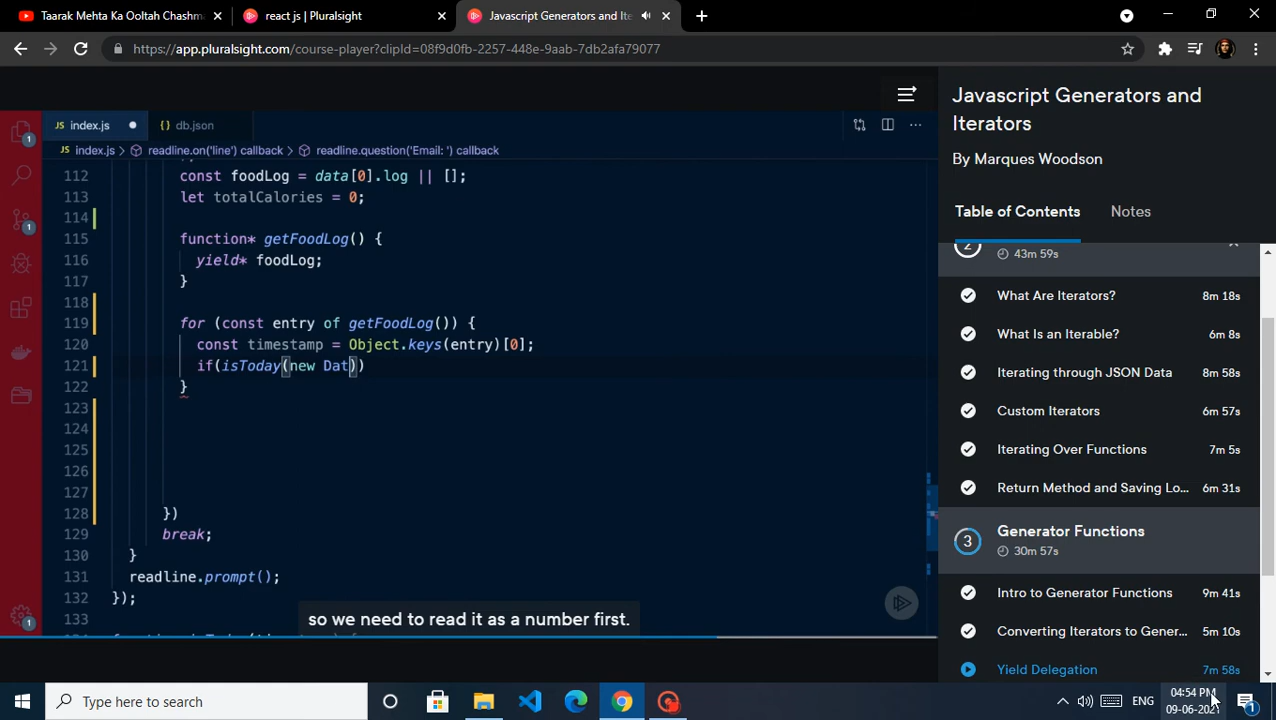 Taarak Mehta Ka Ooltah Chashm
react js | Pluralsight
Javascript Generators and Ite
https://app.pluralsight.com/course-player?clipId=08f9d0fb-2257-448e-9aab-7db2afa79077
JS index.js
{ } db.json
JS index.js > readline.on('line') callback > readline.question('Email: ') callback
112 const foodLog = data[0].log || [];
113 let totalCalories = 0;
114
115 function* getFoodLog() {
116 yield* foodLog;
117 }
118
119 for (const entry of getFoodLog()) {
120 const timestamp = Object.keys(entry)[0];
121 if(isToday(new Dat))
122 }
123
124
125
126
127
128 })
129 break;
130 }
131 readline.prompt();
132 });
133
so we need to read it as a number first.
Javascript Generators and
Iterators
By Marques Woodson
Table of Contents
Notes
2
43m 59s
What Are Iterators? 8m 18s
What Is an Iterable? 6m 8s
Iterating through JSON Data 8m 58s
Custom Iterators 6m 57s
Iterating Over Functions 7m 5s
Return Method and Saving Lo... 6m 31s
3 Generator Functions
30m 57s
Intro to Generator Functions 9m 41s
Converting Iterators to Gener... 5m 10s
Yield Delegation 7m 58s
Type here to search
ENG
04:54 PM
09-06-2021
1